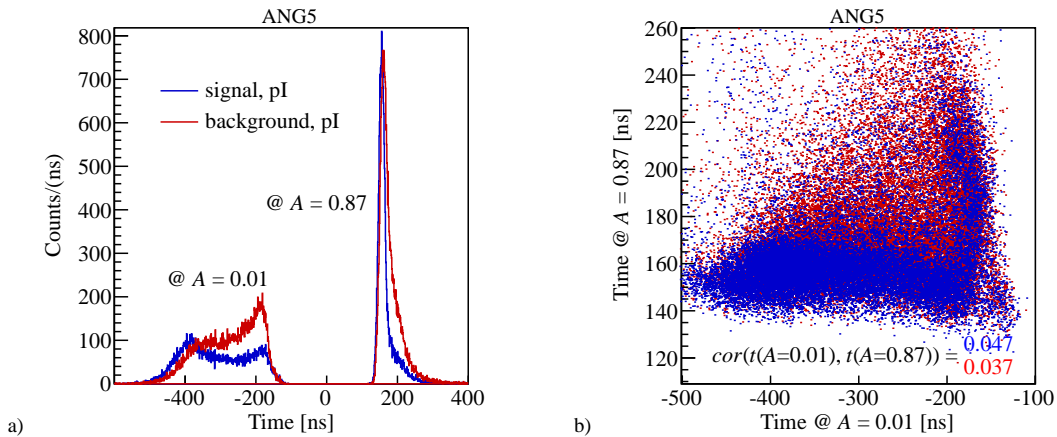 ANG5
800
700
600
500
400
300
200
100
0
Counts/(ns)
signal, pI
background, pI
@ A = 0.87
@ A = 0.01
-400 -200 0 200 400
Time [ns]
a)
ANG5
260
240
220
200
180
160
140
120
Time @ A = 0.87 [ns]
0.047
cor(t(A=0.01), t(A=0.87)) =
0.037
-500 -400 -300 -200 -100
Time @ A = 0.01 [ns]
b)